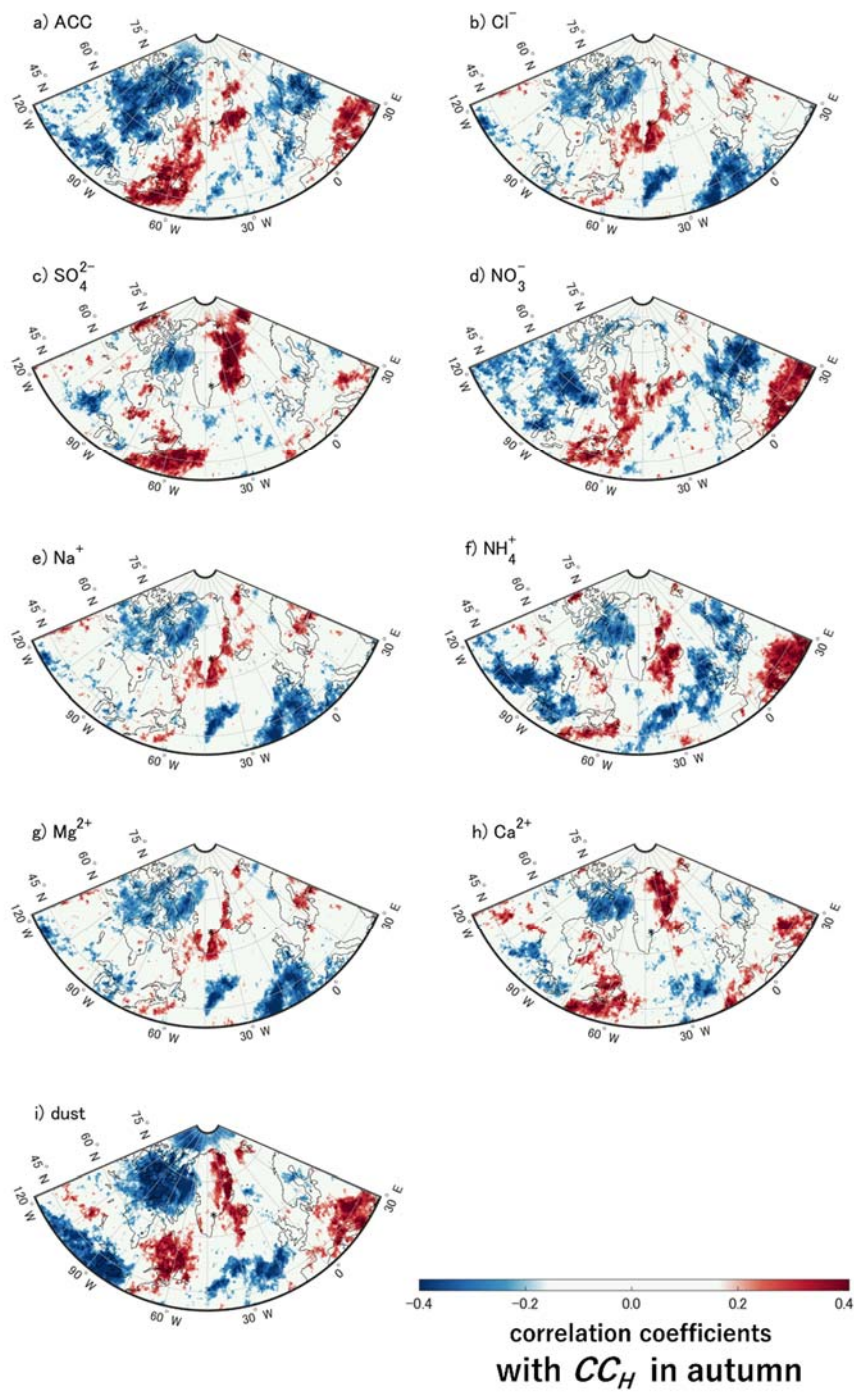 a) ACC
b) Cl⁻
75 N
60 N
45 N
120 W
90 W
60 W
30 W
0
30 E
75 N
60 N
45 N
120 W
90 W
60 W
30 W
0
30 E
c) SO₄²⁻
d) NO₃⁻
75 N
60 N
45 N
120 W
90 W
60 W
30 W
0
30 E
75 N
60 N
45 N
120 W
90 W
60 W
30 W
0
30 E
e) Na⁺
f) NH₄⁺
75 N
60 N
45 N
120 W
90 W
60 W
30 W
0
30 E
75 N
60 N
45 N
120 W
90 W
60 W
30 W
0
30 E
g) Mg²⁺
h) Ca²⁺
75 N
60 N
45 N
120 W
90 W
60 W
30 W
0
30 E
75 N
60 N
45 N
120 W
90 W
60 W
30 W
0
30 E
i) dust
75 N
60 N
45 N
120 W
90 W
60 W
30 W
0
30 E
−0.4 −0.2 0.0 0.2 0.4
correlation coefficients
with CC_H in autumn